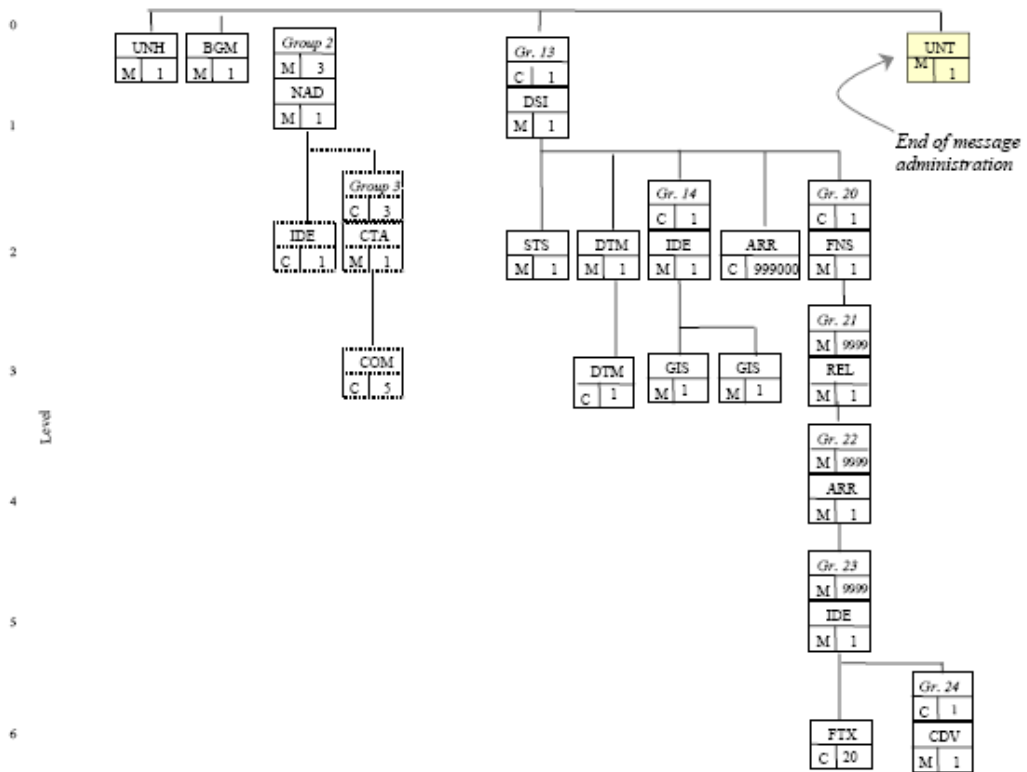 0
UNH
M 1
BGM
M 1
Group 2
M 3
NAD
M 1
Gr. 13
C 1
DSI
M 1
UNT
M 1
End of message
administration
1
Group 3
C 3
CTA
M 1
IDE
C 1
STS
M 1
DTM
M 1
Gr. 14
C 1
IDE
M 1
ARR
C 999000
Gr. 20
C 1
FNS
M 1
2
COM
C 5
DTM
C 1
GIS
M 1
GIS
M 1
Gr. 21
M 9999
REL
M 1
3
Level
Gr. 22
M 9999
ARR
M 1
4
Gr. 23
M 9999
IDE
M 1
5
FTX
C 20
Gr. 24
C 1
CDV
M 1
6